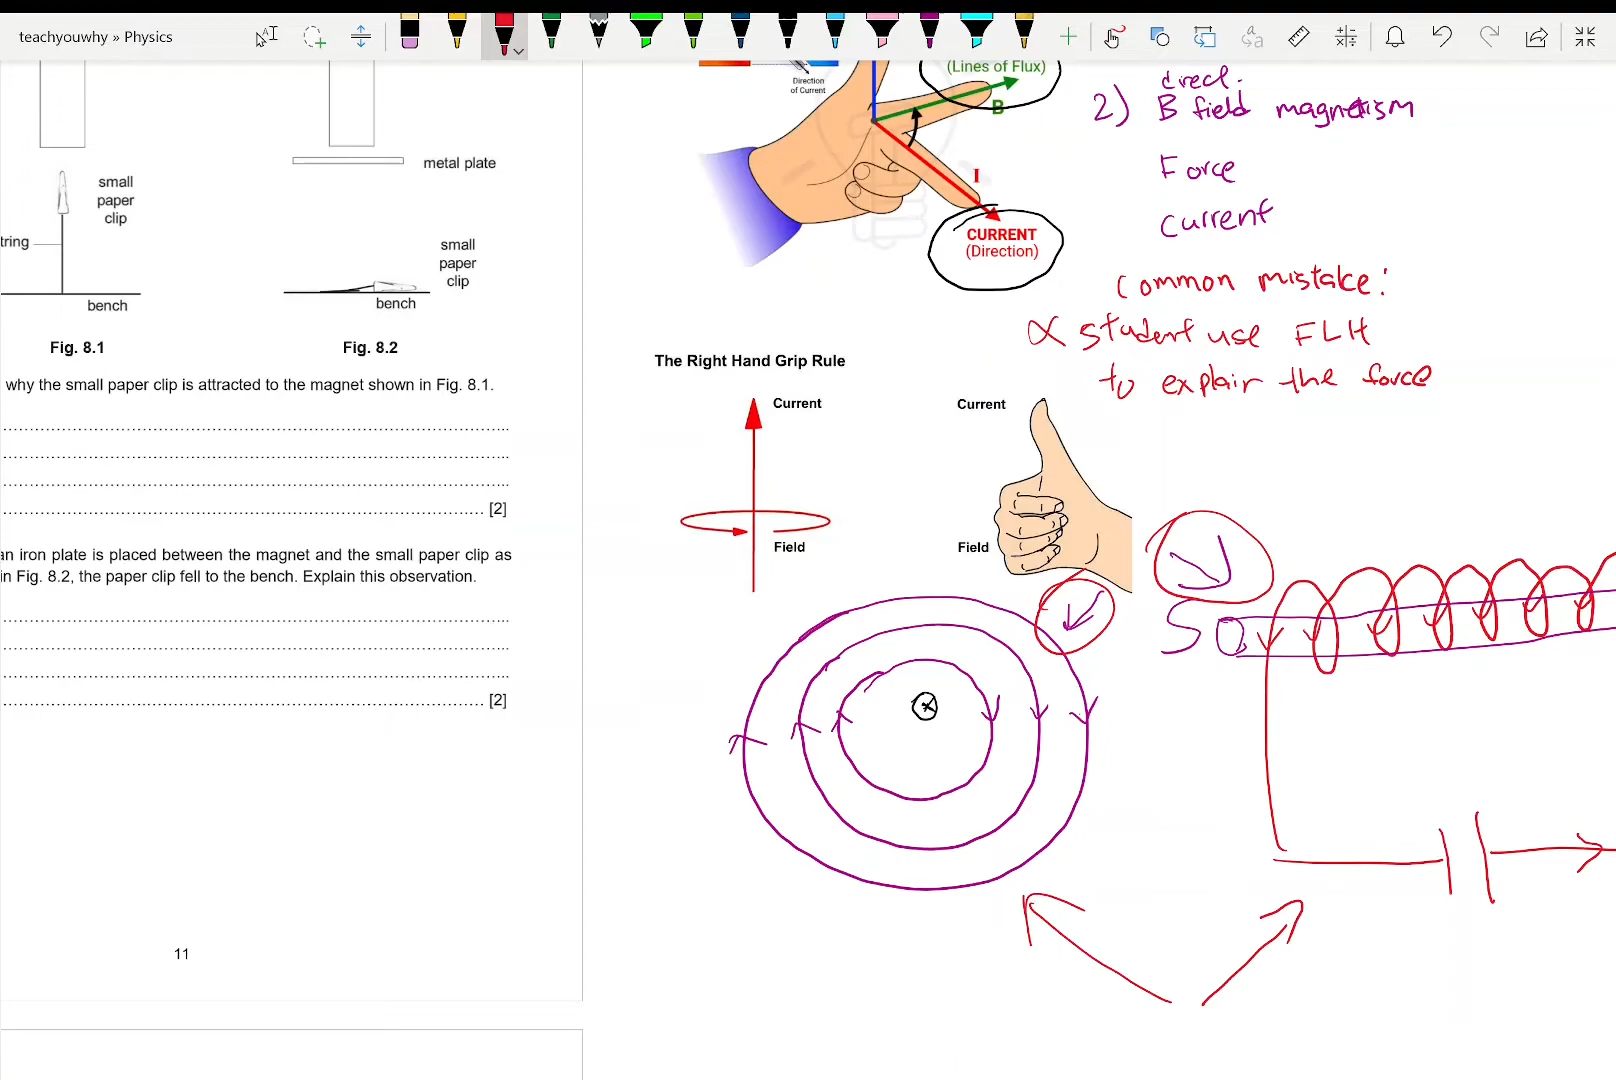 teachyouwhy » Physics
small
paper
clip
tring
bench
Fig. 8.1
metal plate
small
paper
clip
bench
Fig. 8.2
why the small paper clip is attracted to the magnet shown in Fig. 8.1.
[2]
an iron plate is placed between the magnet and the small paper clip as
in Fig. 8.2, the paper clip fell to the bench. Explain this observation.
[2]
11
Direction
of Current
(Lines of Flux)
B
I
CURRENT
(Direction)
direct.
2) B field magnetism
Force
Current
Common mistake:
student use FLH
to explain the force
The Right Hand Grip Rule
Current
Field
Current
Field
S